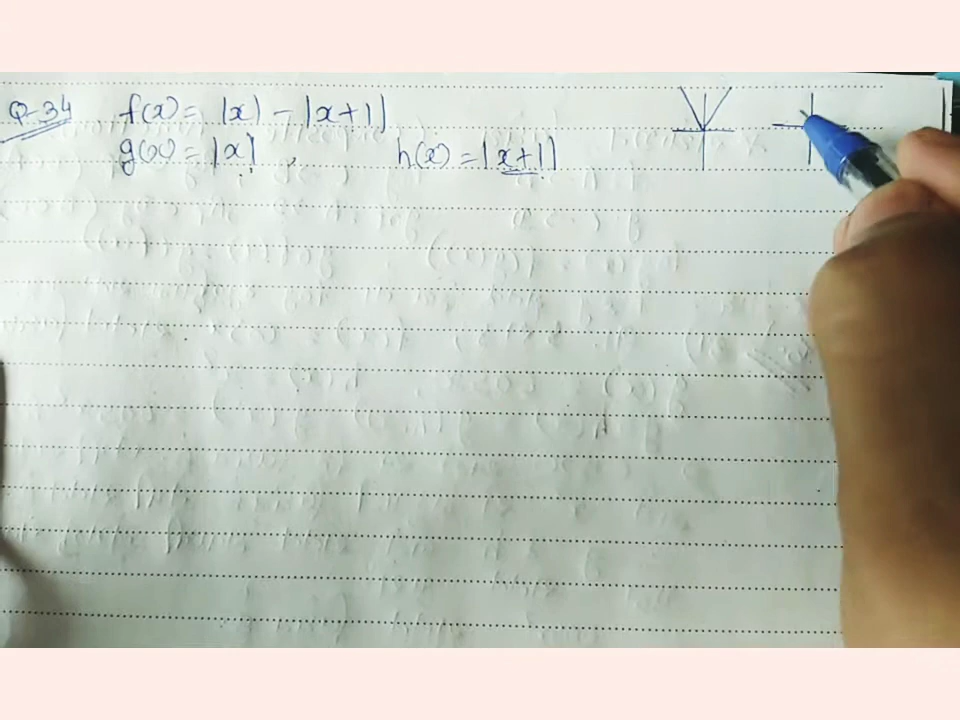 Q-34 f(x) = |x| - |x+1|
g(x) = |x| , h(x) = |x+1|